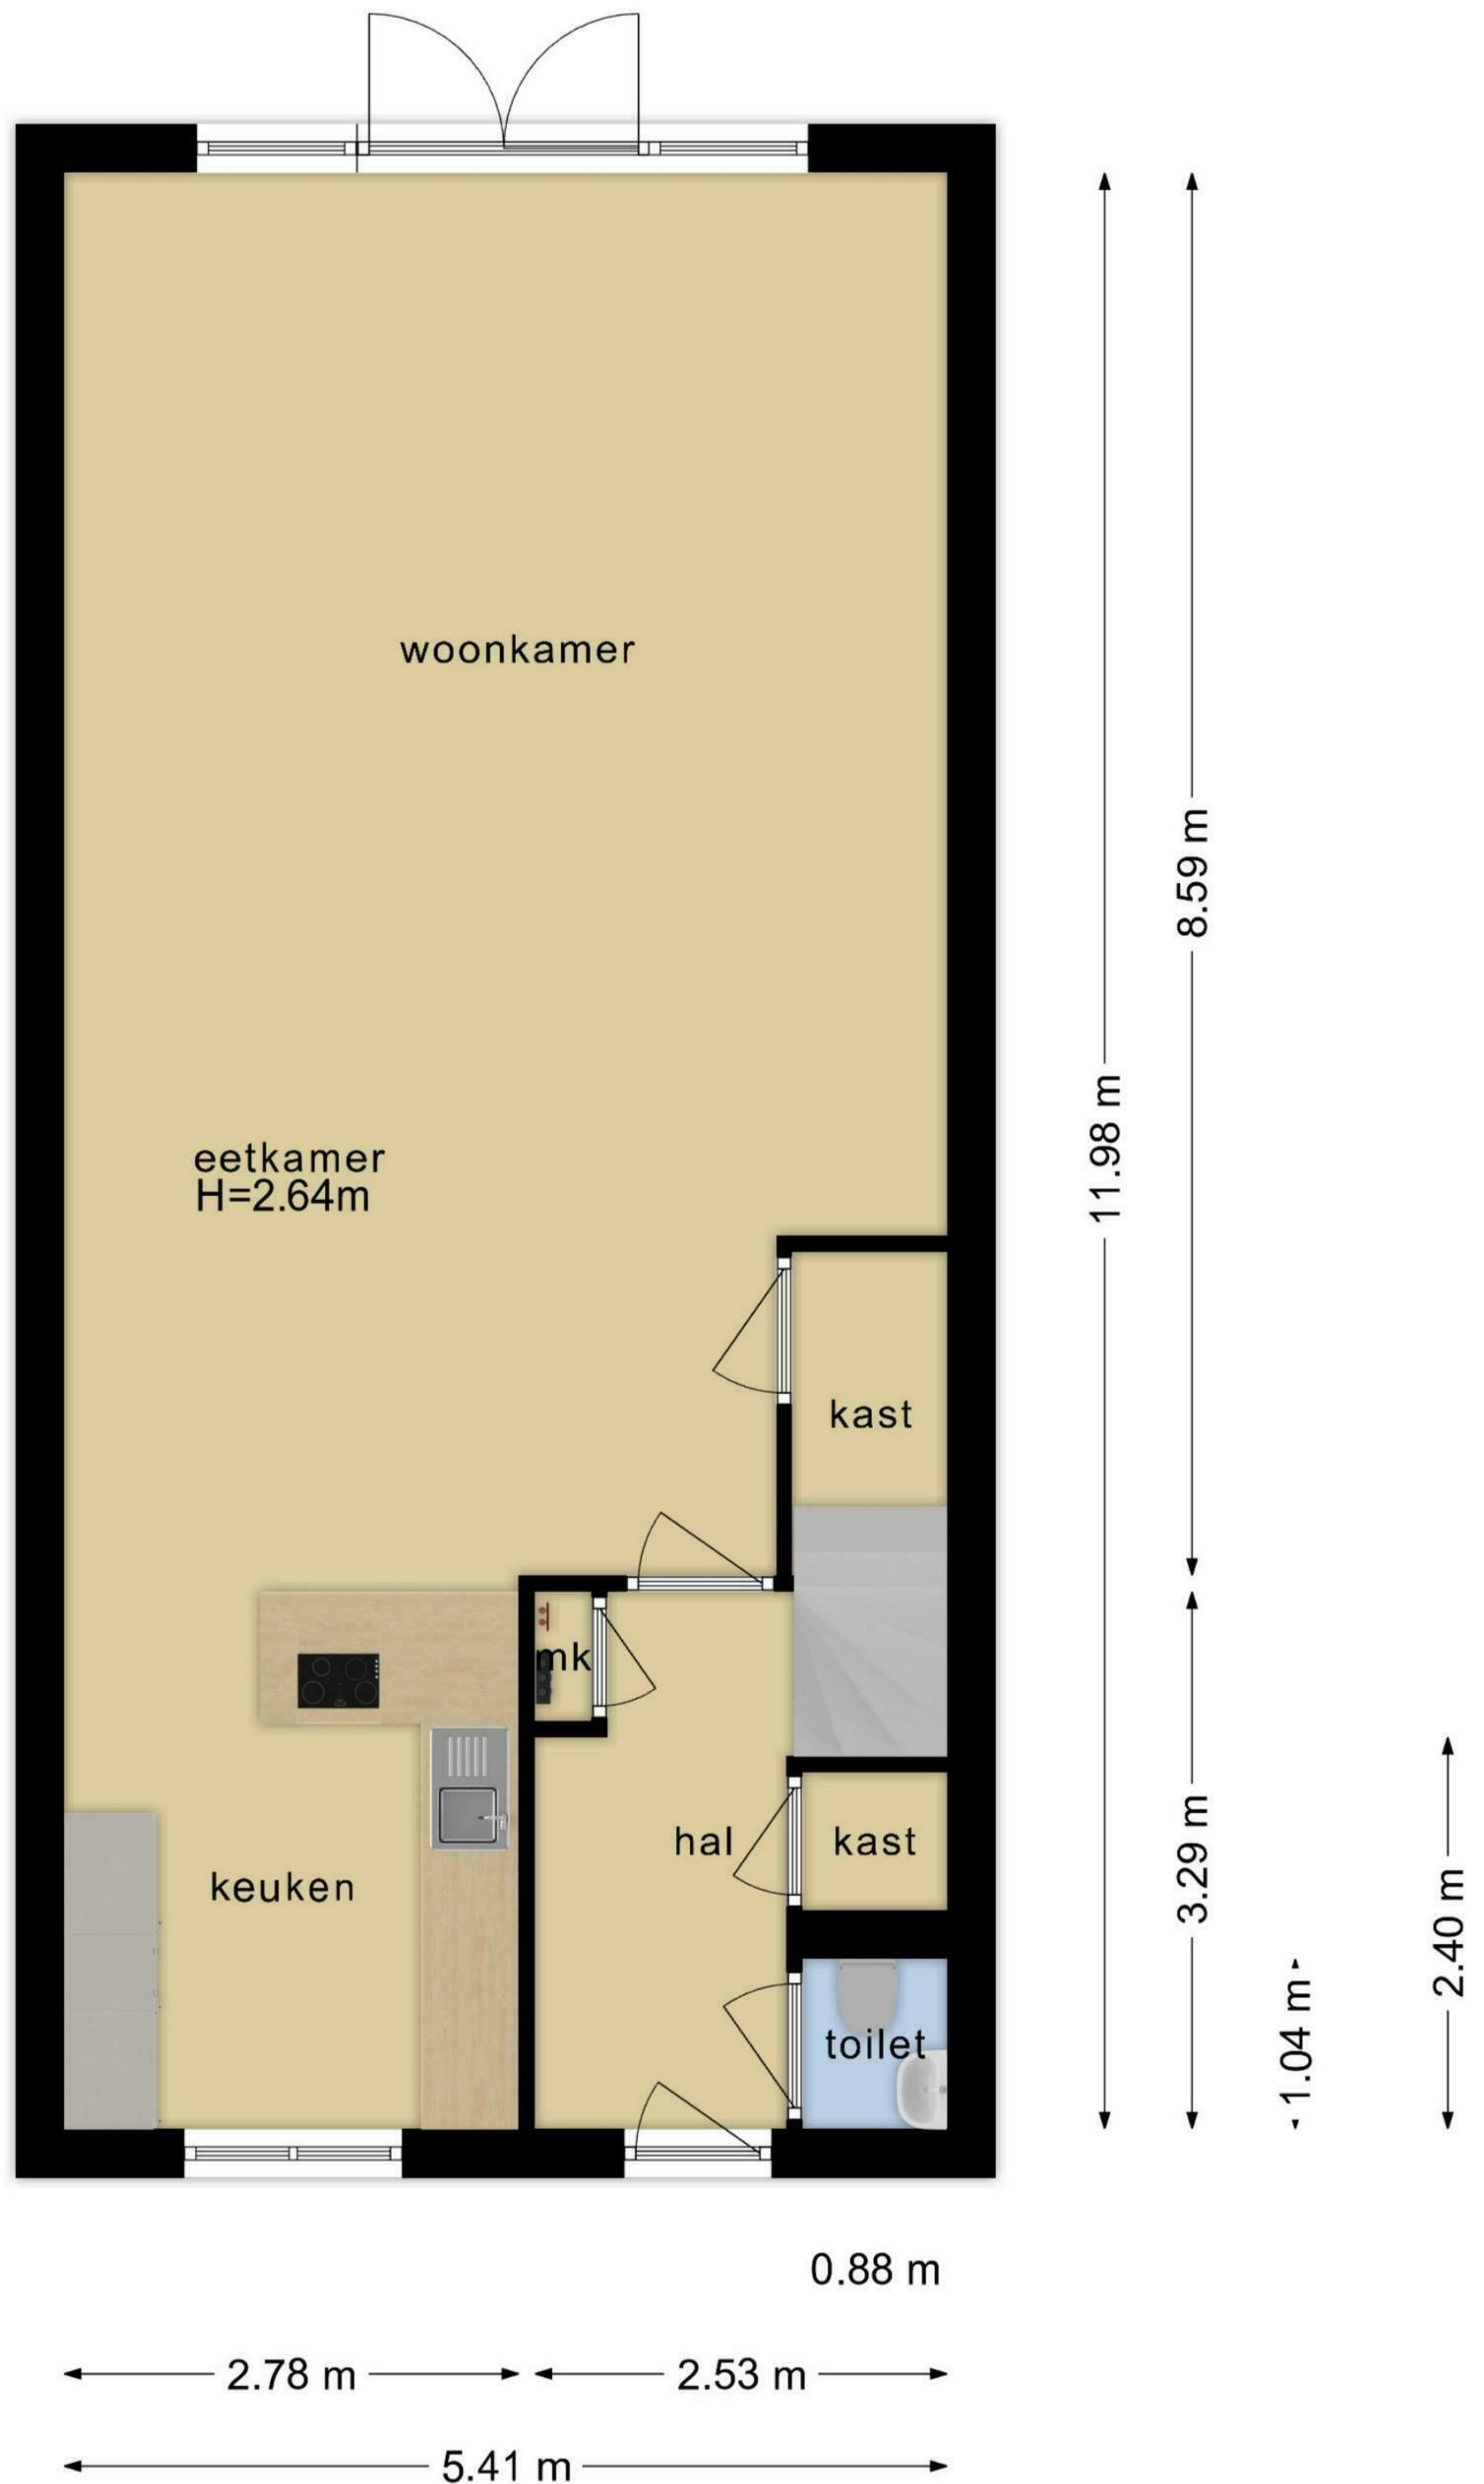 woonkamer
8.59 m
11.98 m
eetkamer
H=2.64m
kast
mk
hal
kast
keuken
3.29 m
2.40 m
1.04 m
toilet
0.88 m
2.78 m
2.53 m
5.41 m